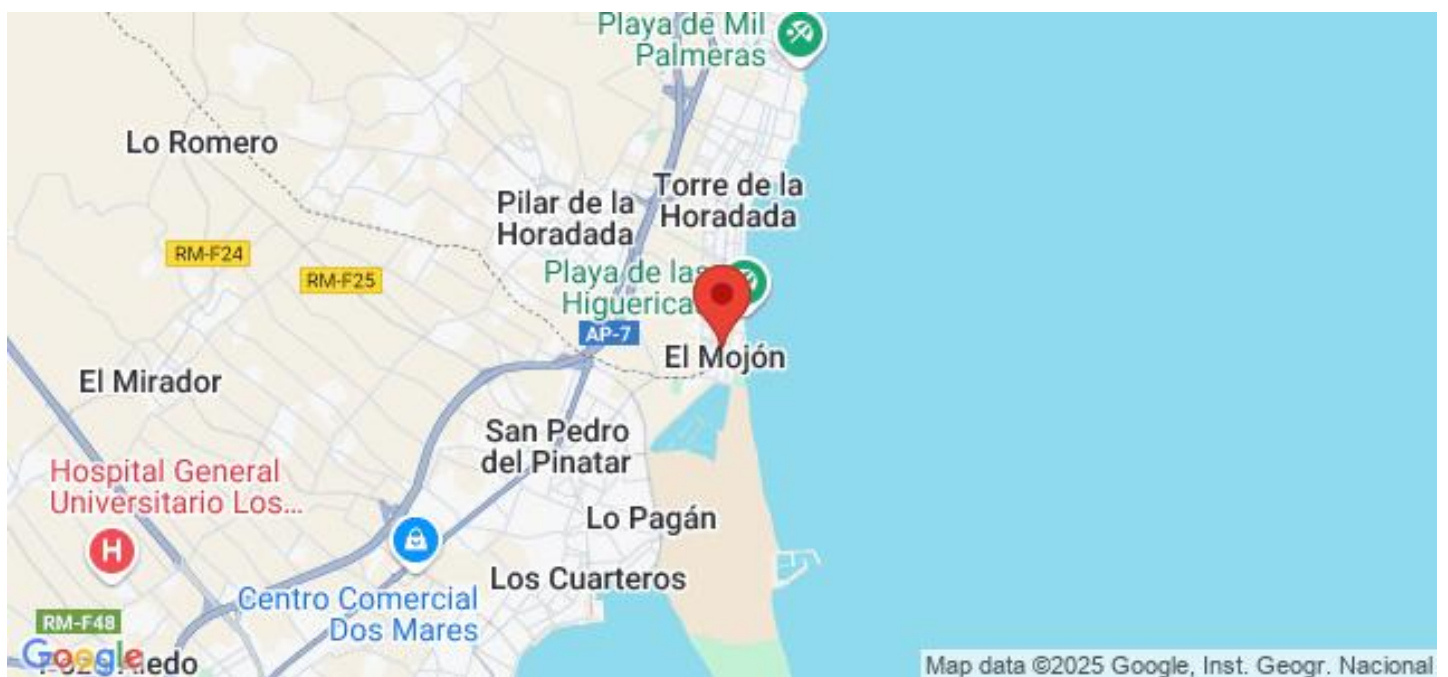 Playa de Mil
Palmeras
Lo Romero
Torre de la
Horadada
Pilar de la
Horadada
RM-F24
RM-F25
Playa de las
AP-7
El Mojón
El Mirador
San Pedro
del Pinatar
Hospital General
Universitario Los...
H
Lo Pagán
Los Cuarteros
Centro Comercial
Dos Mares
RM-F48
Google
Map data ©2025 Google, Inst. Geogr. Nacional